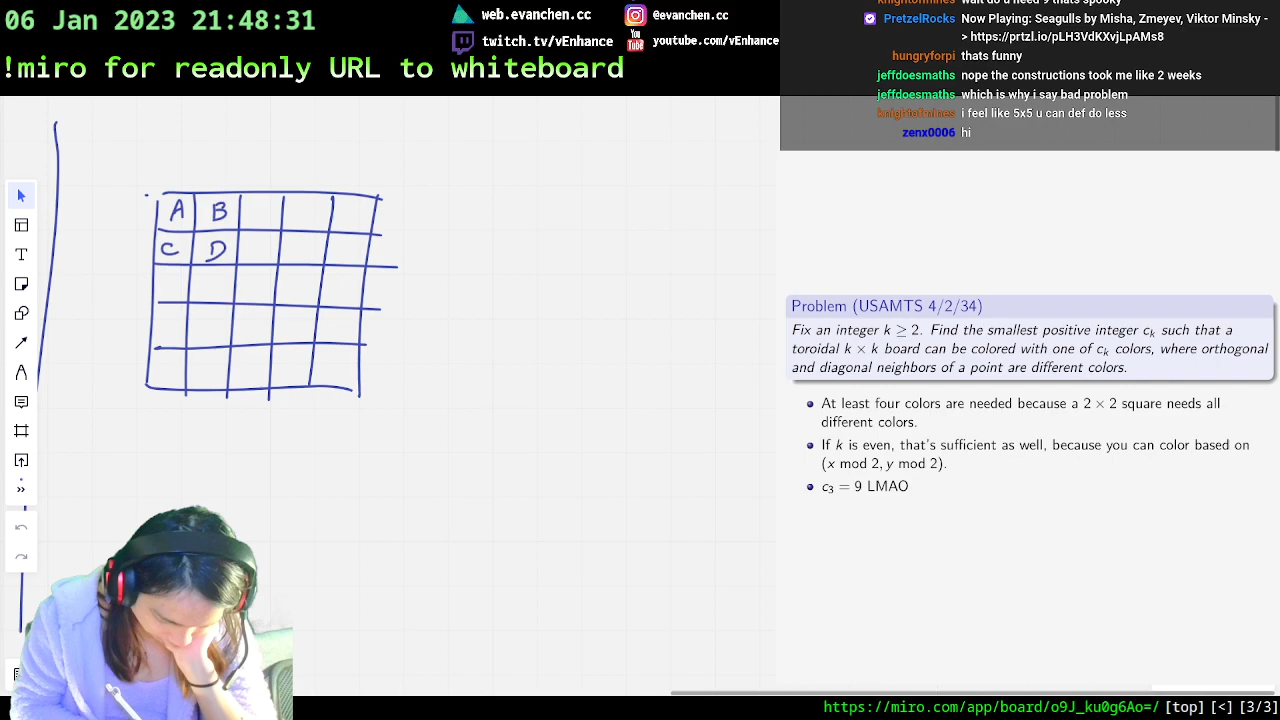 06 Jan 2023 21:48:31
web.evanchen.cc
@evanchen.cc
twitch.tv/vEnhance
youtube.com/vEnhance
!miro for readonly URL to whiteboard
PretzelRocks Now Playing: Seagas by Misha, Zmeyev, Viktor Minsky -
> https://prtzl.io/pLH3VdKXvjLpAMS8
hungryforpi thats funny
jeffdoesmaths nope the constructions took me like 2 weeks
jeffdoesmaths which is why i say bad problem
knightofmines i feel like 5x5 u can def do less
zenx0006 hi
A B
C D
Problem (USAMTS 4/2/34)
Fix an integer k ≥ 2. Find the smallest positive integer cₖ such that a
toroidal k × k board can be colored with one of cₖ colors, where orthogonal
and diagonal neighbors of a point are different colors.
At least four colors are needed because a 2 × 2 square needs all
different colors.
If k is even, that's sufficient as well, because you can color based on
(x mod 2, y mod 2).
c₃ = 9 LMAO
https://miro.com/app/board/o9J_ku0g6Ao=/ [top] [<] [3/3]